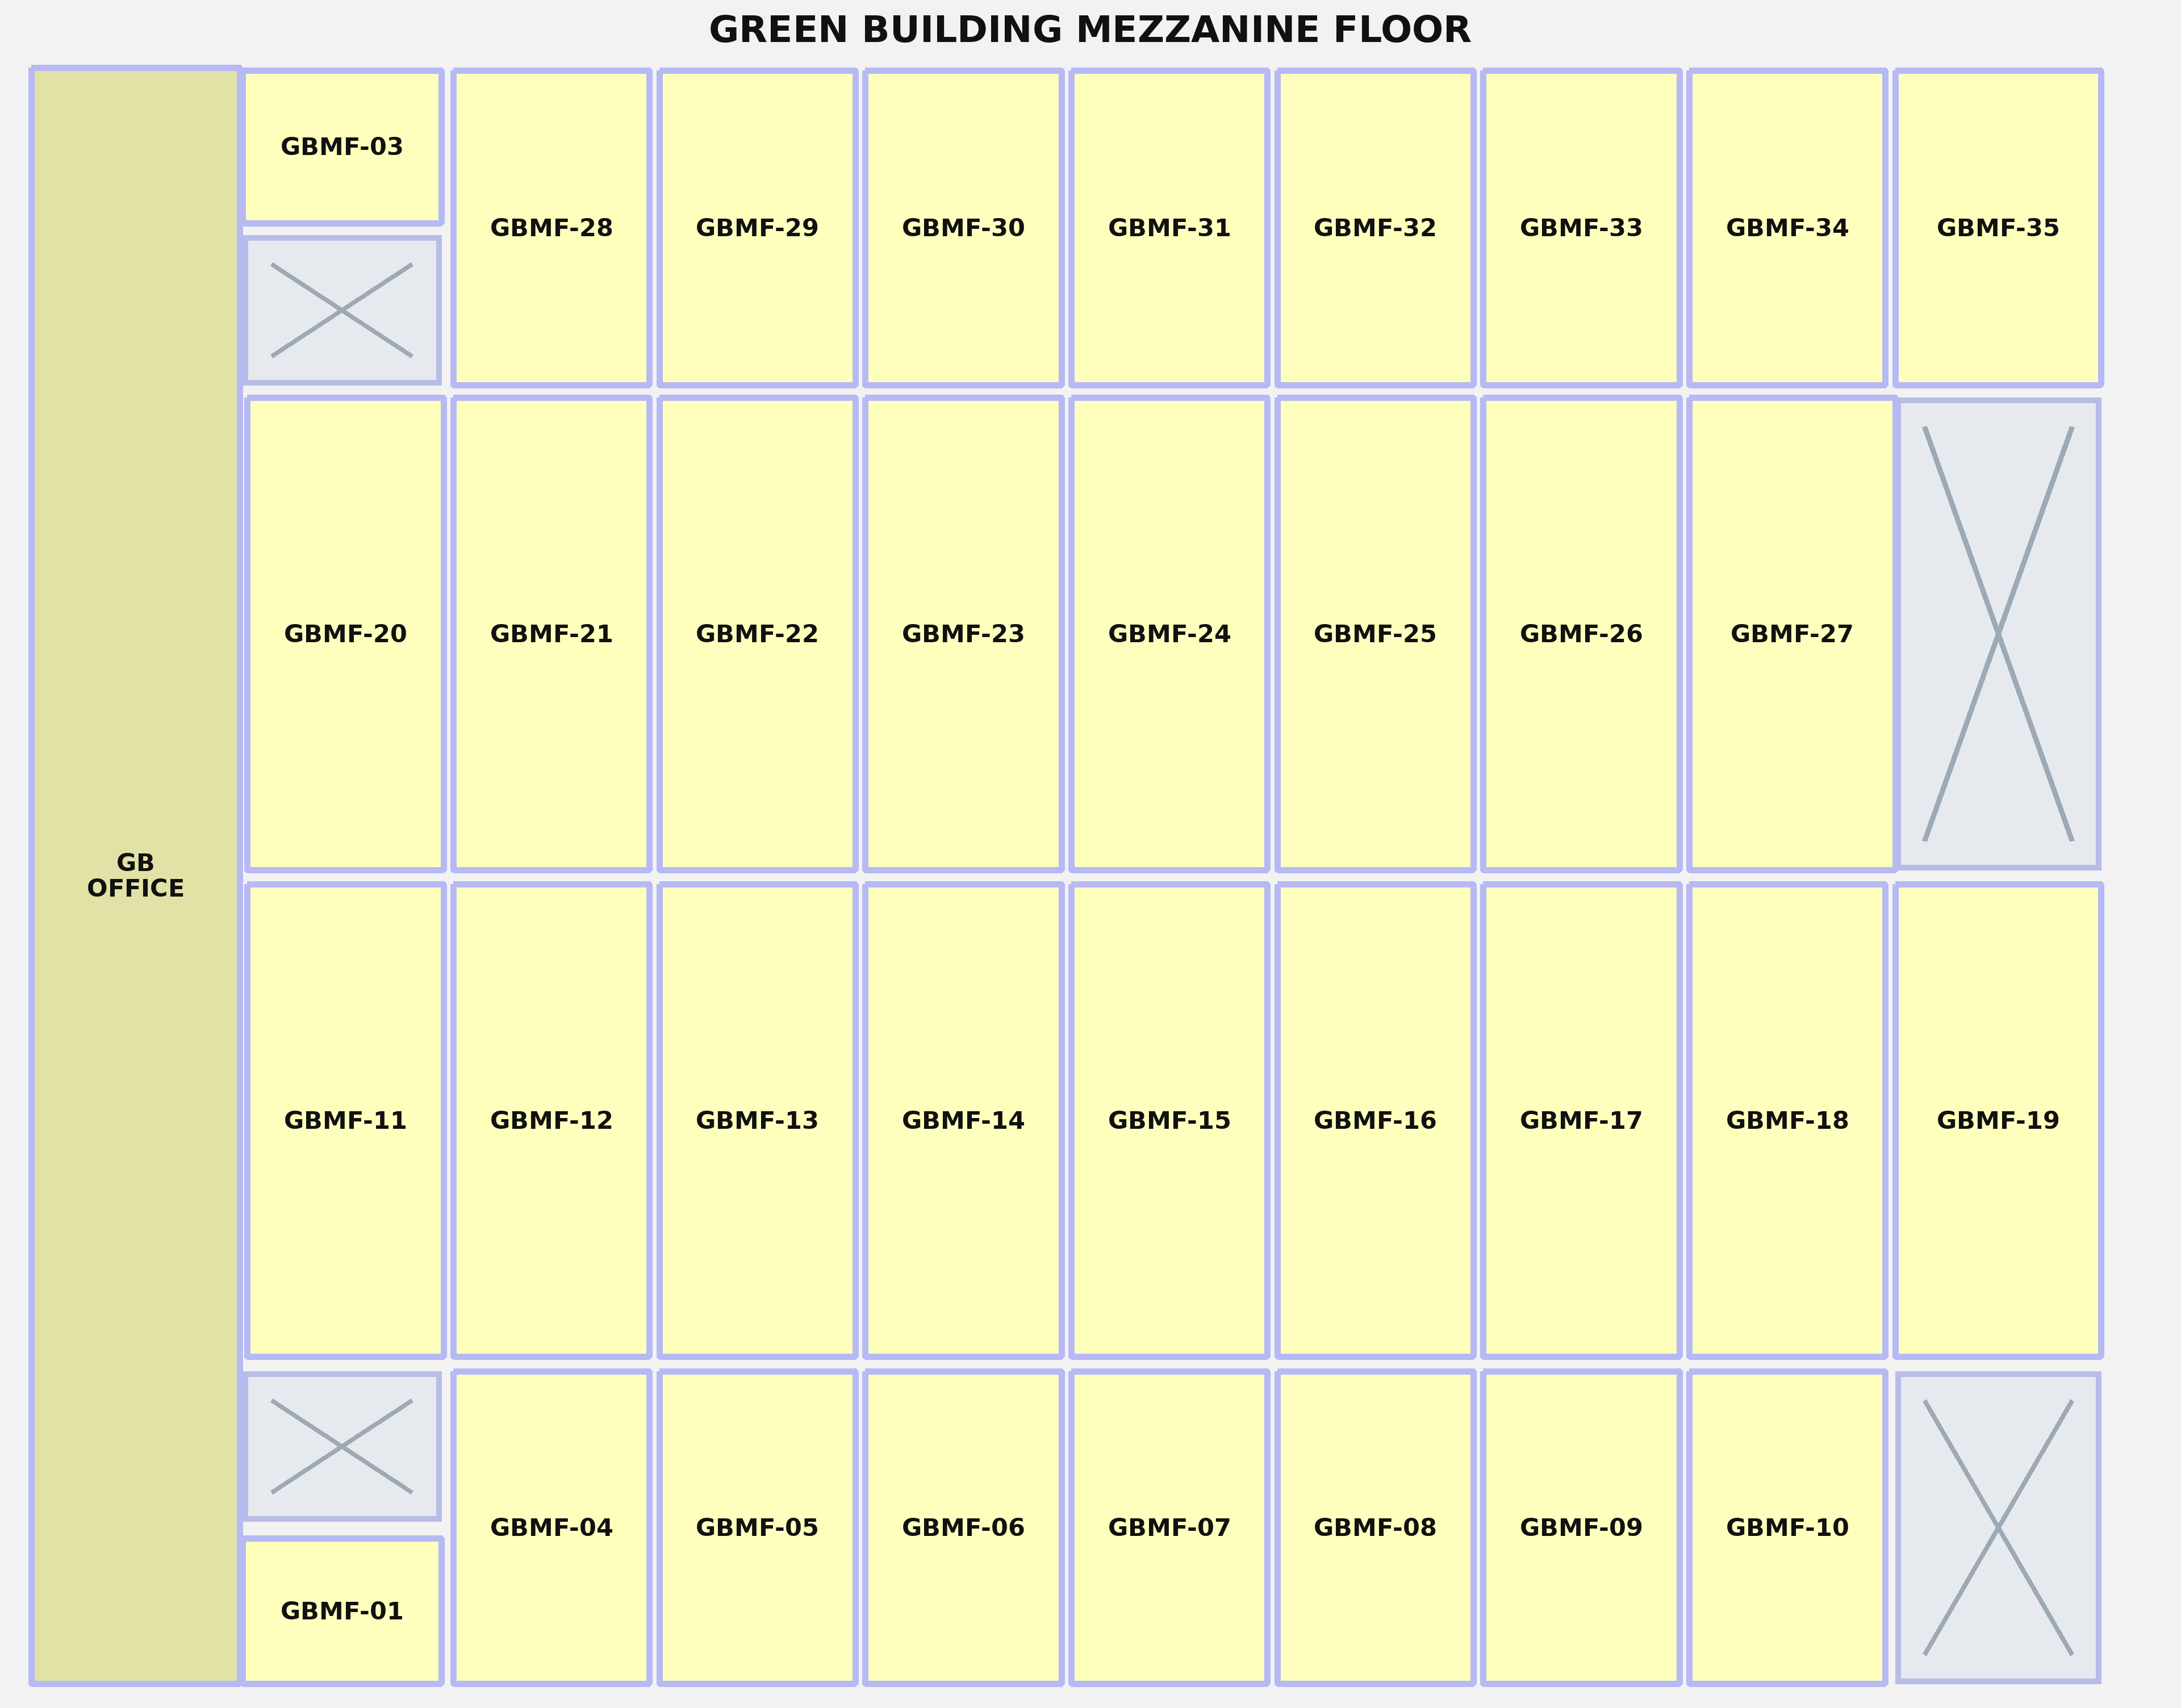 GREEN BUILDING MEZZANINE FLOOR
GBMF-03
GBMF-28
GBMF-29
GBMF-30
GBMF-31
GBMF-32
GBMF-33
GBMF-34
GBMF-35
GBMF-20
GBMF-21
GBMF-22
GBMF-23
GBMF-24
GBMF-25
GBMF-26
GBMF-27
GB
OFFICE
GBMF-11
GBMF-12
GBMF-13
GBMF-14
GBMF-15
GBMF-16
GBMF-17
GBMF-18
GBMF-19
GBMF-04
GBMF-05
GBMF-06
GBMF-07
GBMF-08
GBMF-09
GBMF-10
GBMF-01